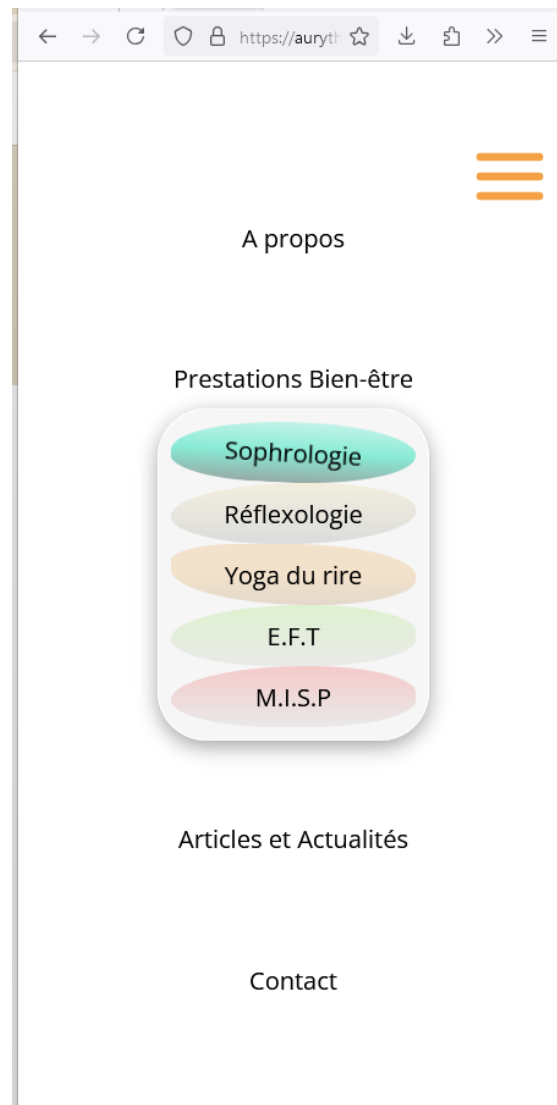 https://auryth
A propos
Prestations Bien-être
Sophrologie
Réflexologie
Yoga du rire
E.F.T
M.I.S.P
Articles et Actualités
Contact